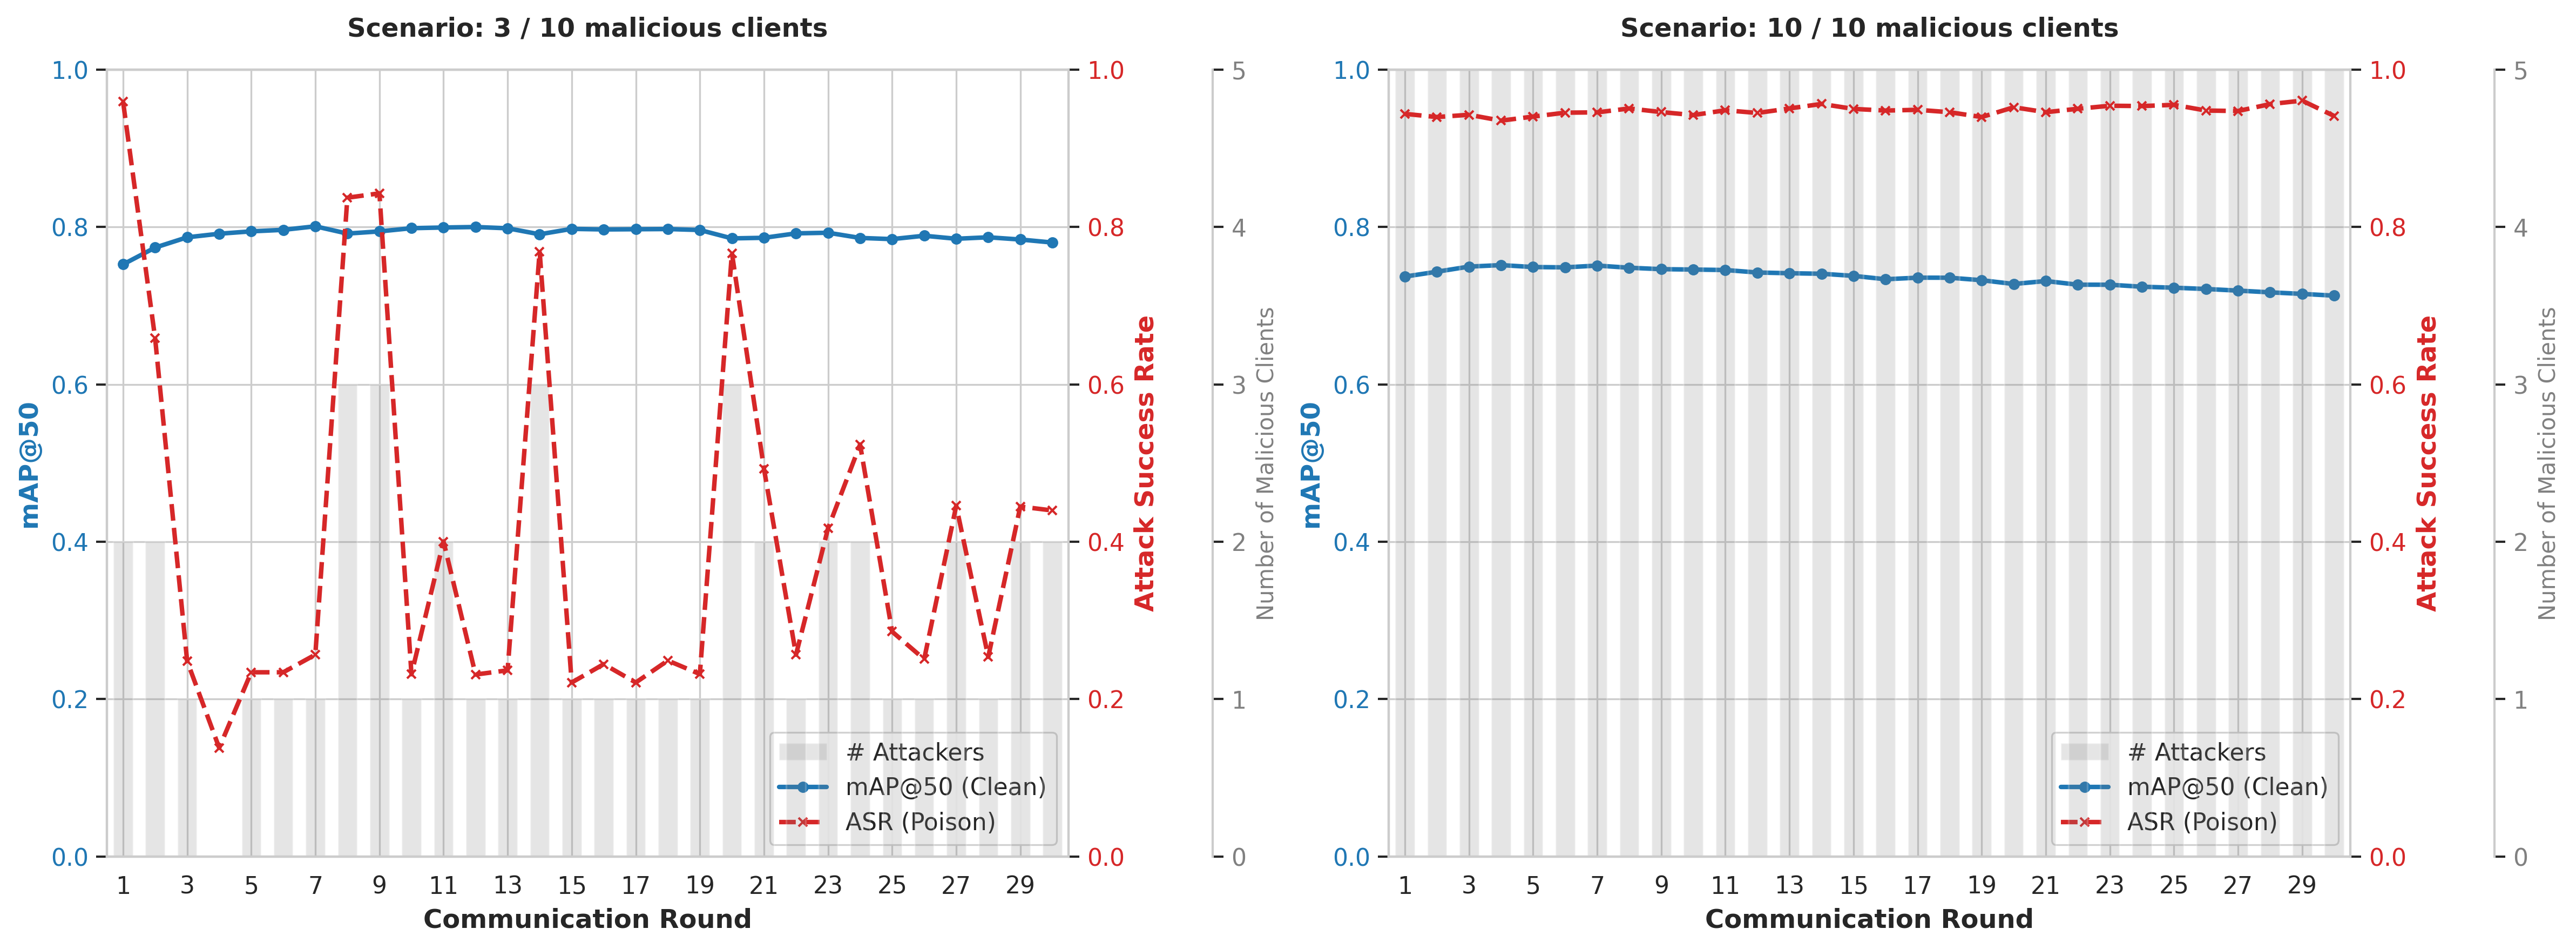 Scenario: 3 / 10 malicious clients
1.0
0.8
0.6
0.4
0.2
0.0
mAP@50
1.0
0.8
0.6
0.4
0.2
0.0
Attack Success Rate
5
4
3
2
1
0
Number of Malicious Clients
# Attackers
mAP@50 (Clean)
ASR (Poison)
1 3 5 7 9 11 13 15 17 19 21 23 25 27 29
Communication Round
Scenario: 10 / 10 malicious clients
1.0
0.8
0.6
0.4
0.2
0.0
mAP@50
1.0
0.8
0.6
0.4
0.2
0.0
Attack Success Rate
5
4
3
2
1
0
Number of Malicious Clients
# Attackers
mAP@50 (Clean)
ASR (Poison)
1 3 5 7 9 11 13 15 17 19 21 23 25 27 29
Communication Round